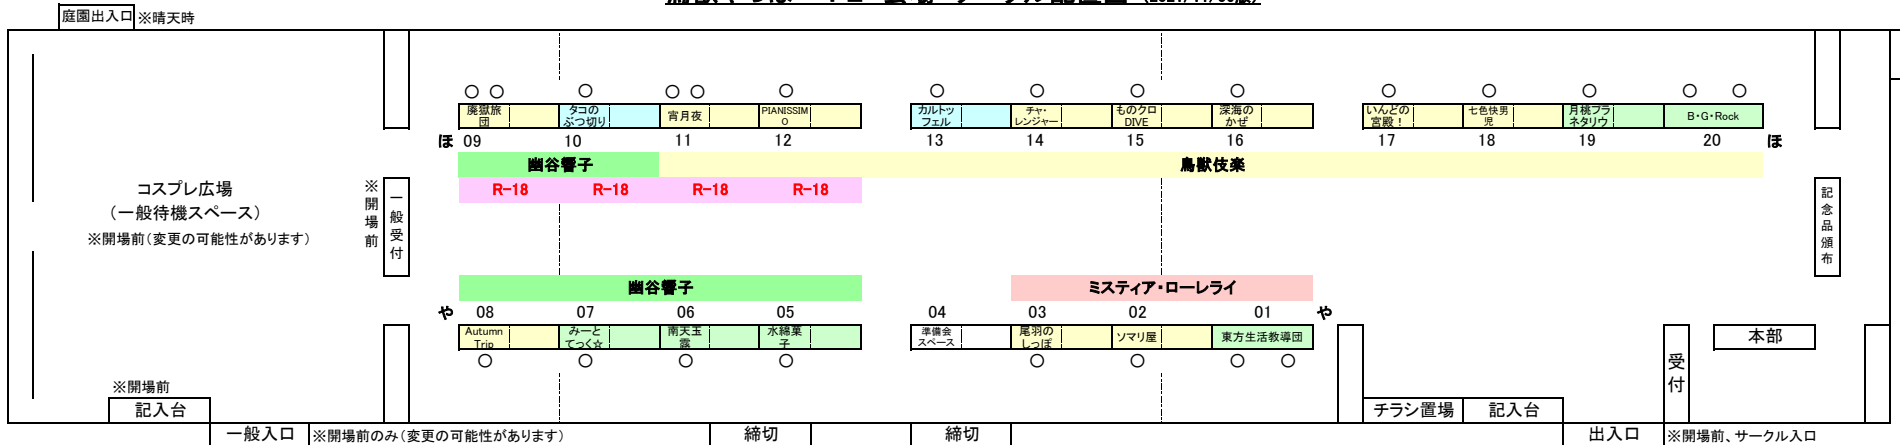 庭園出入口 ※晴天時
○ ○ ○ ○ ○ ○ ○ ○ ○ ○ ○ ○ ○ ○ ○
廃獄旅団
タコの
ぶつ切り
宵月夜
PIANISSIMO
カルトッ
フェル
チャ・
レンジャー
ものクロ
DIVE
深海の
かぜ
いんどの
宮殿！
七色快男
児
月桃プラ
ネタリウ
B・G・Rock
ほ 09 10 11 12 13 14 15 16 17 18 19 20 ほ
幽谷響子 鳥獣伎楽
R-18 R-18 R-18 R-18
コスプレ広場
（一般待機スペース）
※開場前（変更の可能性があります）
※開場前
一般受付
記念品頒布
幽谷響子 ミスティア・ローレライ
や 08 07 06 05 04 03 02 01 や
Autumn
Trip
みーと
てっく☆
南天玉
露
水綿菓
子
準備会
スペース
尾羽の
しっぽ
ソマリ屋
東方生活教導団
○ ○ ○ ○ ○ ○ ○ ○
本部
受付
※開場前
記入台
チラシ置場 記入台
一般入口 ※開場前のみ（変更の可能性があります） 締切 締切 出入口 ※開場前、サークル入口